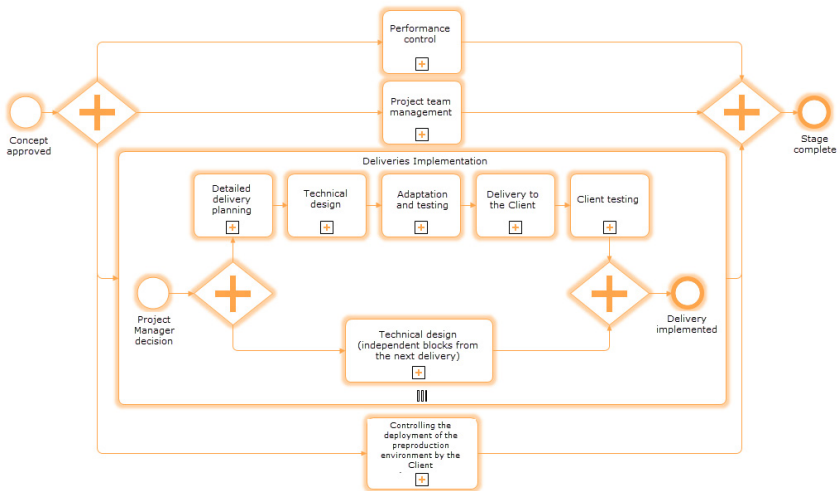 Performance
control
Project team
management
Concept
approved
Stage
complete
Deliveries Implementation
Detailed
delivery
planning
Technical
design
Adaptation
and testing
Delivery to
the Client
Client testing
Project
Manager
decision
Delivery
implemented
Technical design
(independent blocks from
the next delivery)
Controlling the
deployment of the
preproduction
environment by the
Client